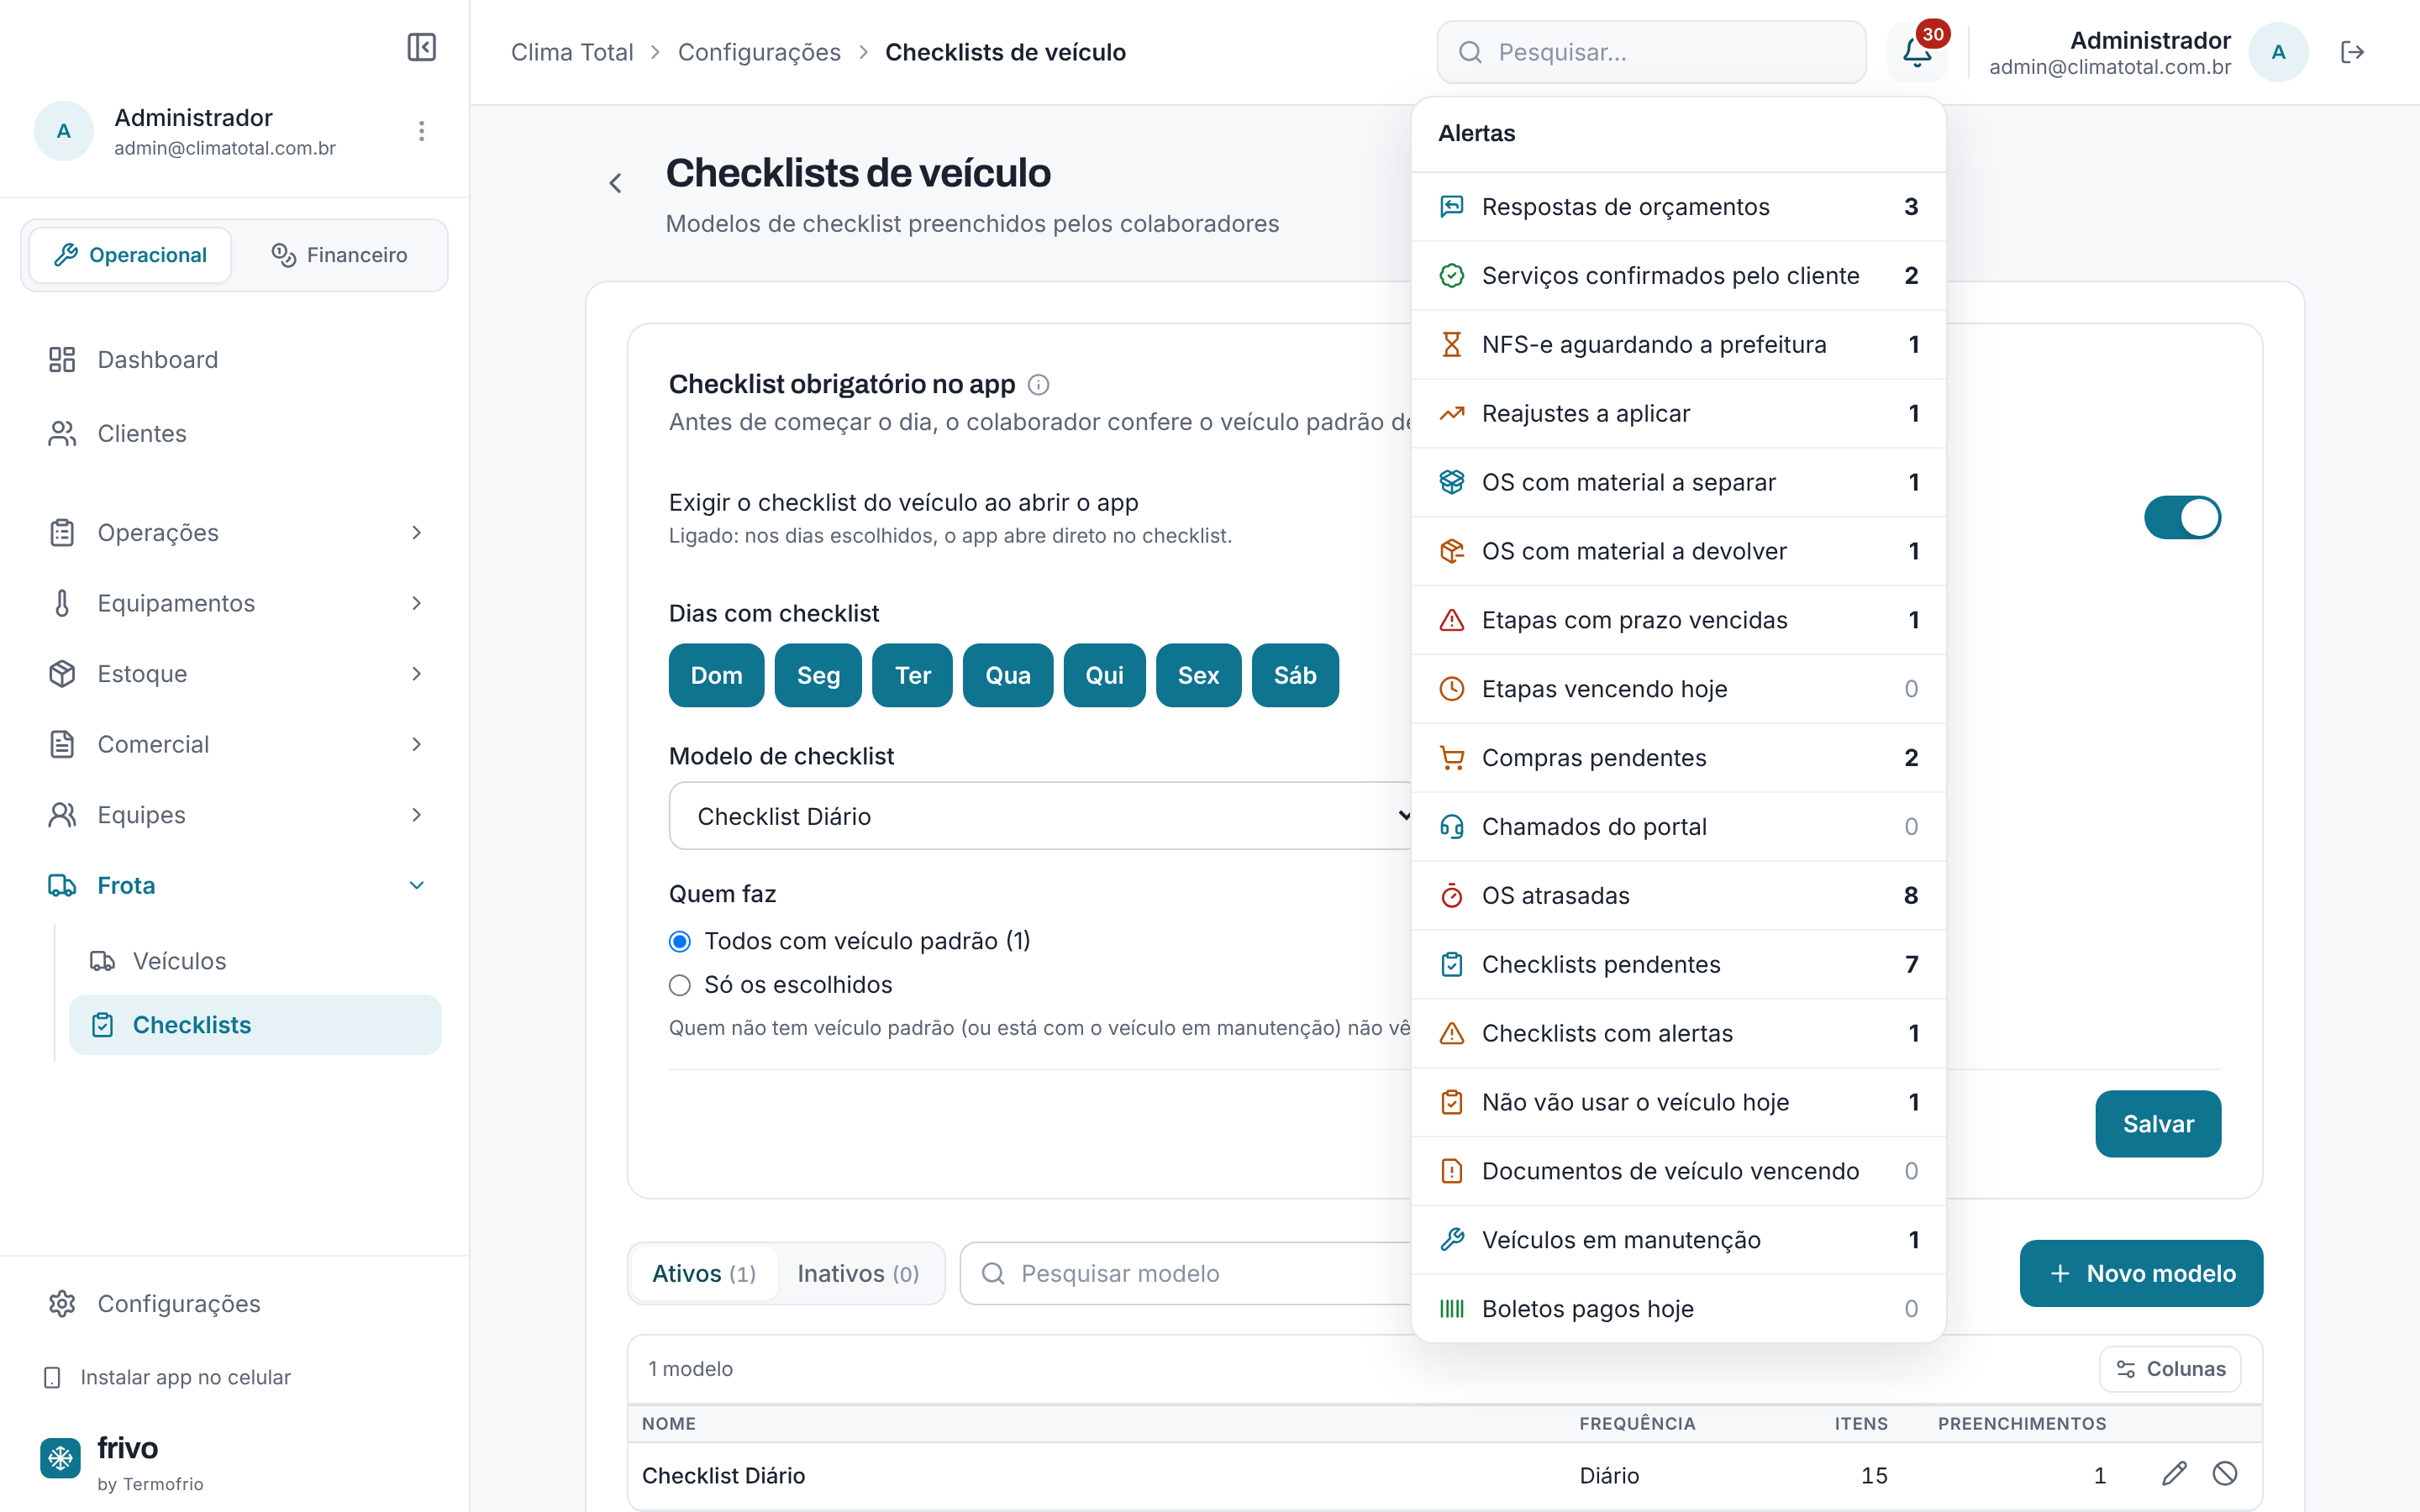 Clima Total > Configurações > Checklists de veículo
Pesquisar...
30
Administrador
admin@climatotal.com.br
A
A
Administrador
admin@climatotal.com.br
Operacional
Financeiro
Dashboard
Clientes
Operações
Equipamentos
Estoque
Comercial
Equipes
Frota
Veículos
Checklists
Configurações
Instalar app no celular
frivo
by Termofrio
Checklists de veículo
Modelos de checklist preenchidos pelos colaboradores
Checklist obrigatório no app
Antes de começar o dia, o colaborador confere o veículo padrão
Exigir o checklist do veículo ao abrir o app
Ligado: nos dias escolhidos, o app abre direto no checklist.
Dias com checklist
Dom Seg Ter Qua Qui Sex Sáb
Modelo de checklist
Checklist Diário
Quem faz
Todos com veículo padrão (1)
Só os escolhidos
Quem não tem veículo padrão (ou está com o veículo em manutenção) não vê
Salvar
Ativos (1) Inativos (0)
Pesquisar modelo
Novo modelo
1 modelo
Colunas
NOME FREQUÊNCIA ITENS PREENCHIMENTOS
Checklist Diário Diário 15 1
Alertas
Respostas de orçamentos 3
Serviços confirmados pelo cliente 2
NFS-e aguardando a prefeitura 1
Reajustes a aplicar 1
OS com material a separar 1
OS com material a devolver 1
Etapas com prazo vencidas 1
Etapas vencendo hoje 0
Compras pendentes 2
Chamados do portal 0
OS atrasadas 8
Checklists pendentes 7
Checklists com alertas 1
Não vão usar o veículo hoje 1
Documentos de veículo vencendo 0
Veículos em manutenção 1
Boletos pagos hoje 0